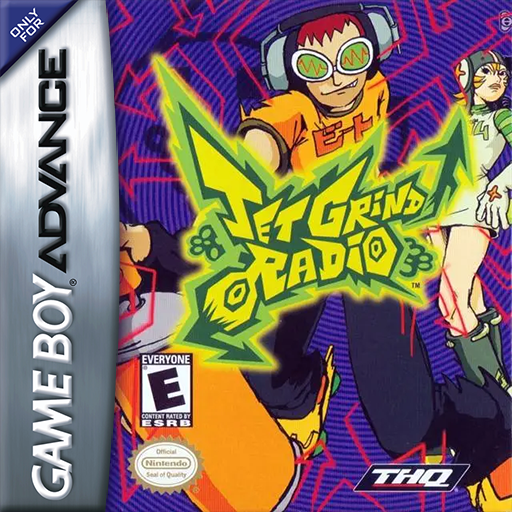 ONLY
FOR
GAME BOY ADVANCE
®
ビート
14
JET GRIND
RADIO
™
EVERYONE
E
CONTENT RATED BY
ESRB
Official
Nintendo
Seal of Quality
THQ